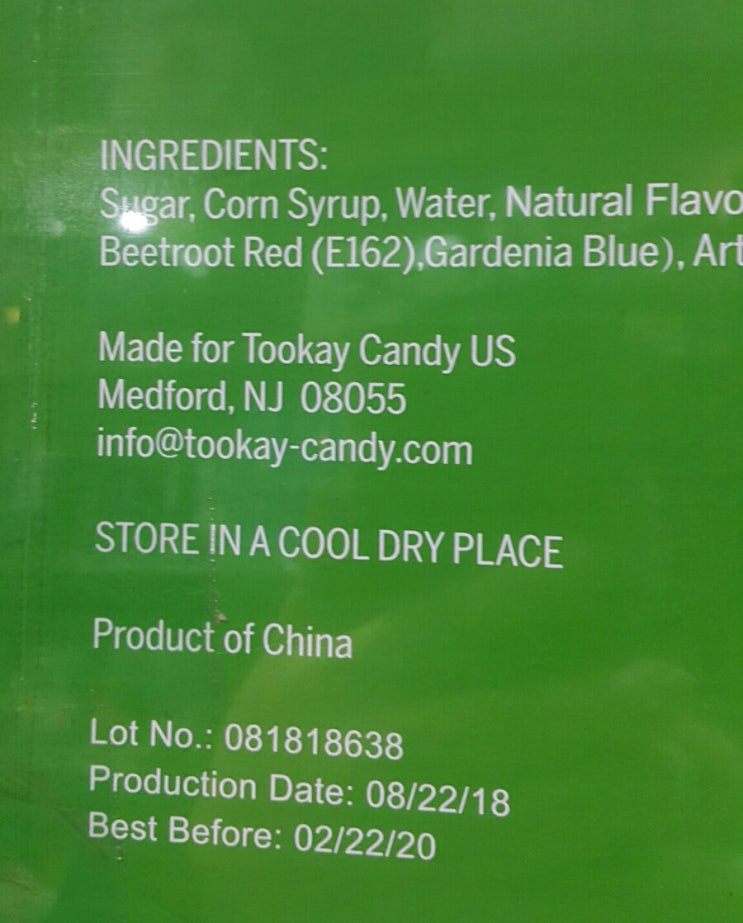 INGREDIENTS:
Sugar, Corn Syrup, Water, Natural Flavo
Beetroot Red (E162),Gardenia Blue), Art
Made for Tookay Candy US
Medford, NJ 08055
info@tookay-candy.com
STORE IN A COOL DRY PLACE
Product of China
Lot No.: 081818638
Production Date: 08/22/18
Best Before: 02/22/20